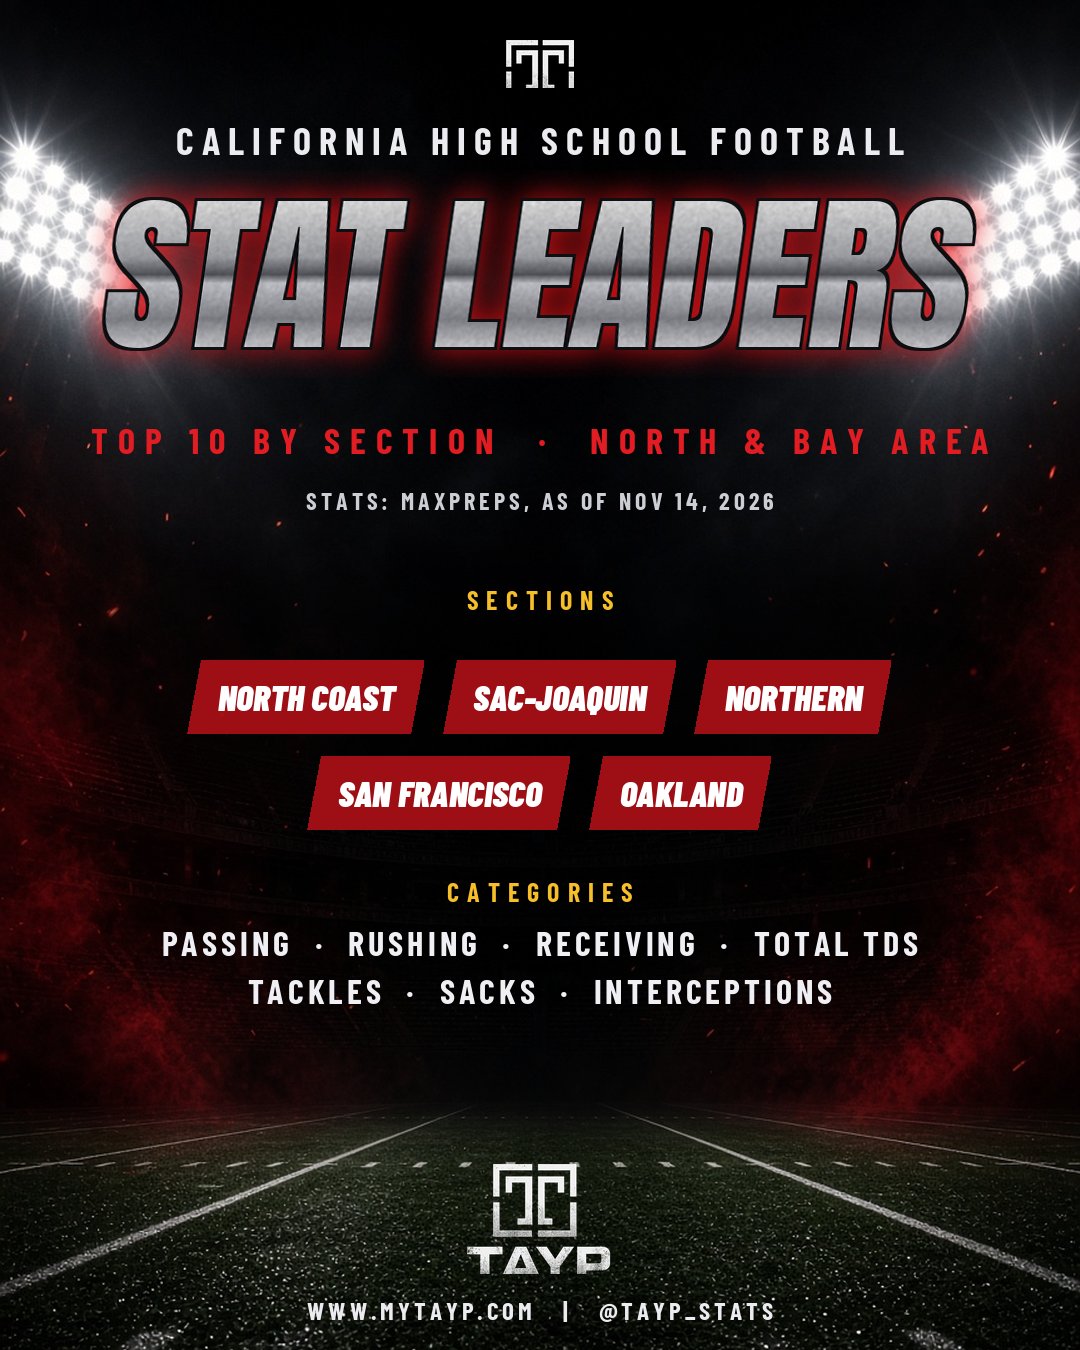 CALIFORNIA HIGH SCHOOL FOOTBALL
STAT LEADERS
TOP 10 BY SECTION · NORTH & BAY AREA
STATS: MAXPREPS, AS OF NOV 14, 2026
SECTIONS
NORTH COAST SAC-JOAQUIN NORTHERN
SAN FRANCISCO OAKLAND
CATEGORIES
PASSING · RUSHING · RECEIVING · TOTAL TDS
TACKLES · SACKS · INTERCEPTIONS
TAYP
WWW.MYTAYP.COM | @TAYP_STATS